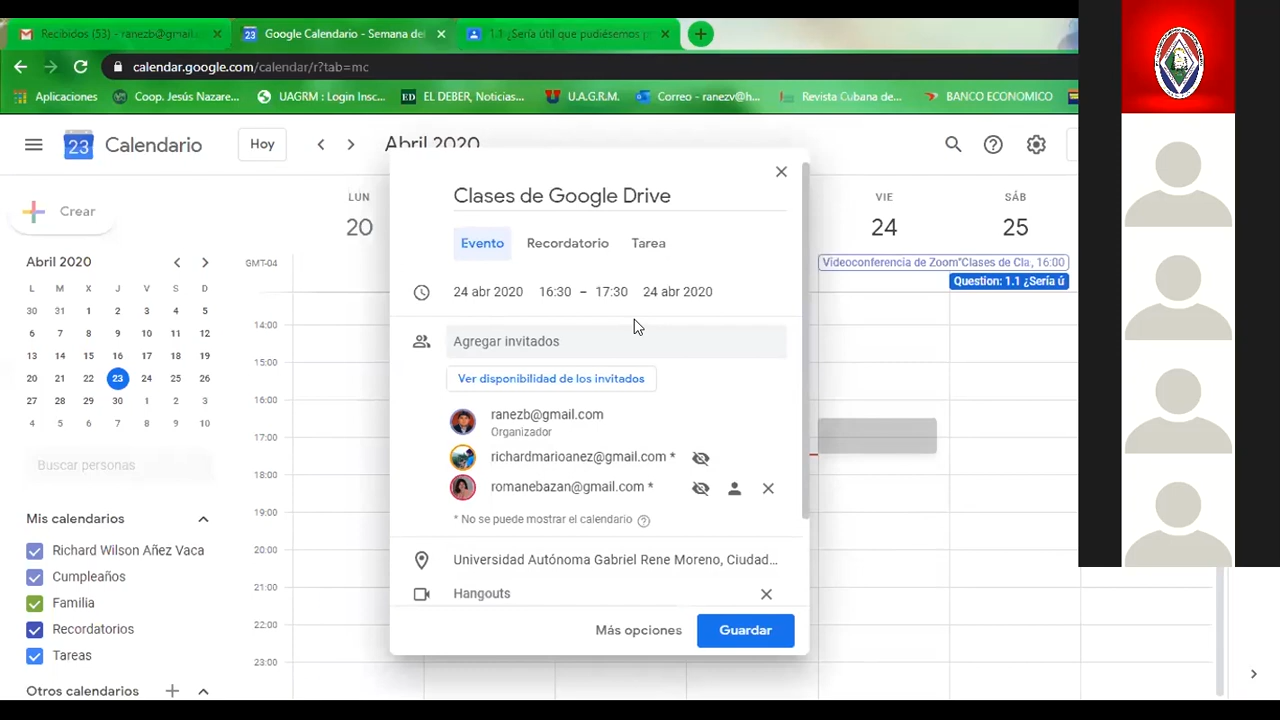 Recibidos (53) - ranezb@gmail.
Google Calendario - Semana del
1.1 ¿Sería útil que pudiésemos p
calendar.google.com/calendar/r?tab=mc
Aplicaciones
Coop. Jesús Nazare...
UAGRM : Login Insc...
ED EL DEBER, Noticias...
U.A.G.R.M.
Correo - ranezv@h...
Revista Cubana de...
BANCO ECONOMICO
23 Calendario
Hoy
Abril 2020
Crear
LUN
20
VIE
24
SÁB
25
Abril 2020
L M X J V S D
30 31 1 2 3 4 5
6 7 8 9 10 11 12
13 14 15 16 17 18 19
20 21 22 23 24 25 26
27 28 29 30 1 2 3
4 5 6 7 8 9 10
Buscar personas
Mis calendarios
Richard Wilson Añez Vaca
Cumpleaños
Familia
Recordatorios
Tareas
Otros calendarios
GMT-04
Videoconferencia de Zoom"Clases de Cla, 16:00
Question: 1.1 ¿Sería ú
14:00
15:00
16:00
17:00
18:00
19:00
20:00
21:00
22:00
23:00
Clases de Google Drive
Evento
Recordatorio
Tarea
24 abr 2020 16:30 – 17:30 24 abr 2020
Agregar invitados
Ver disponibilidad de los invitados
ranezb@gmail.com
Organizador
richardmarioanez@gmail.com *
romanebazan@gmail.com *
* No se puede mostrar el calendario
Universidad Autónoma Gabriel Rene Moreno, Ciudad...
Hangouts
Más opciones
Guardar